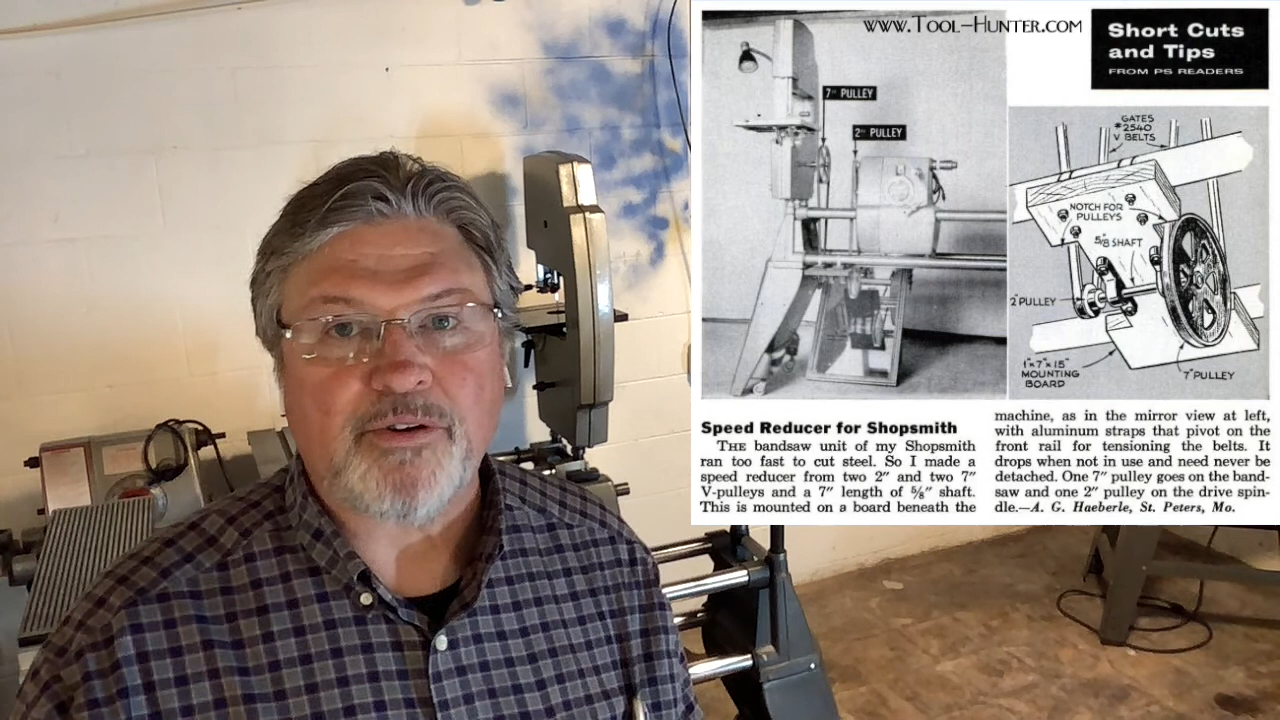 www.Tool-Hunter.com
Short Cuts
and Tips
FROM PS READERS
7" PULLEY
2" PULLEY
GATES
#2540
V BELTS
NOTCH FOR
PULLEYS
5/8" SHAFT
2" PULLEY
1"x7"x15"
MOUNTING
BOARD
7" PULLEY
Speed Reducer for Shopsmith
THE bandsaw unit of my Shopsmith
ran too fast to cut steel. So I made a
speed reducer from two 2" and two 7"
V-pulleys and a 7" length of 5/8" shaft.
This is mounted on a board beneath the
machine, as in the mirror view at left,
with aluminum straps that pivot on the
front rail for tensioning the belts. It
drops when not in use and need never be
detached. One 7" pulley goes on the band-
saw and one 2" pulley on the drive spin-
dle.—A. G. Haeberle, St. Peters, Mo.